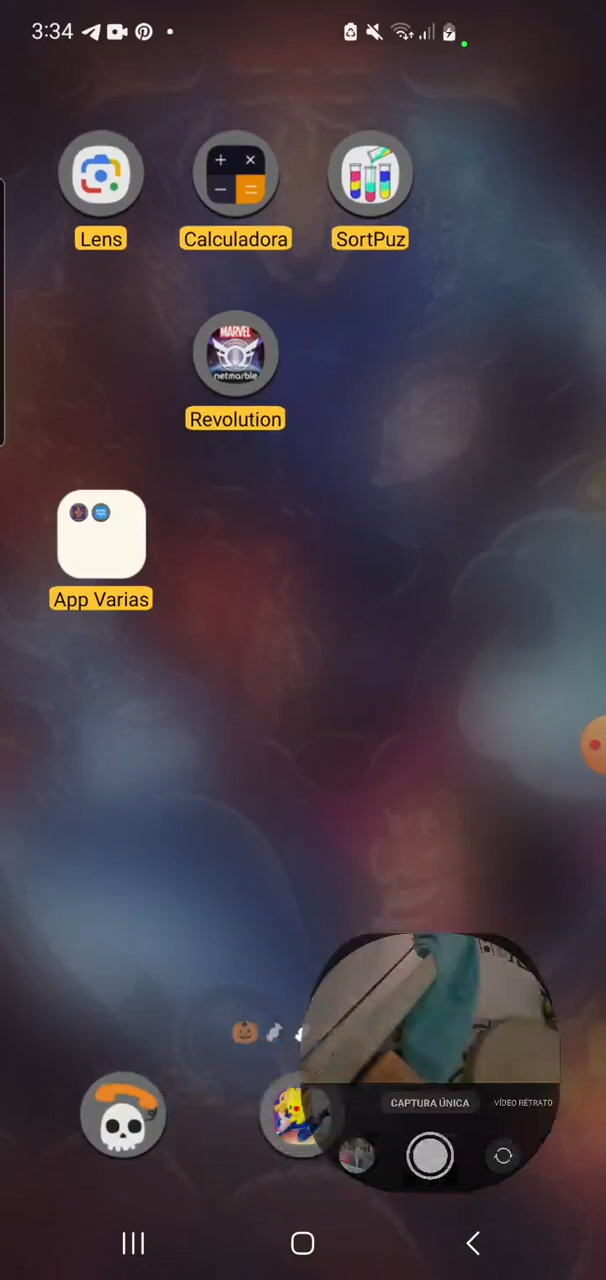 3:34
Lens
Calculadora
SortPuz
MARVEL
netmarble
Revolution
App Varias
CAPTURA ÚNICA
VÍDEO RETRATO